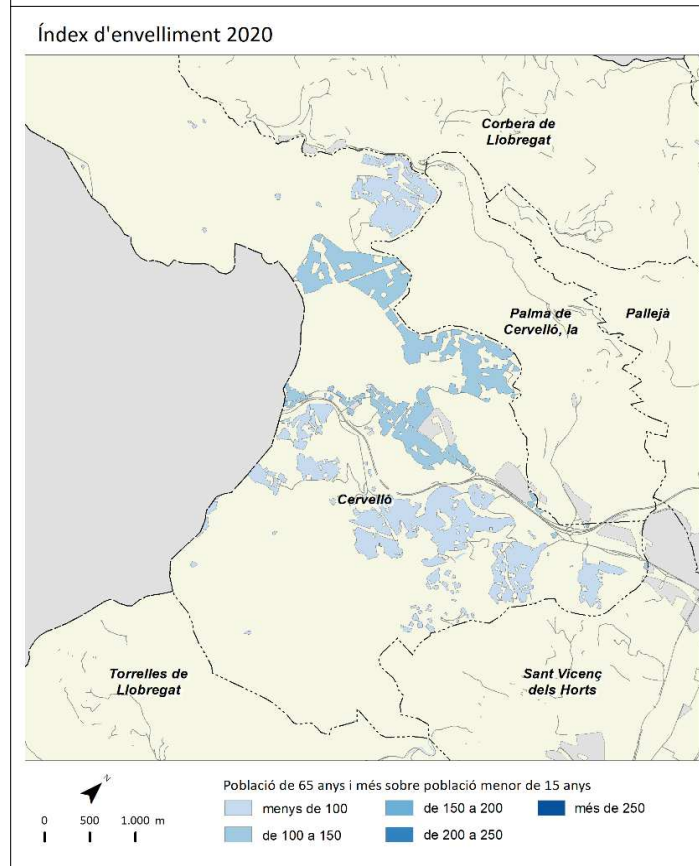 Índex d'envelliment 2020
Corbera de
Llobregat
Palma de
Cervelló, la
Pallejà
Cervelló
Torrelles de
Llobregat
Sant Vicenç
dels Horts
N
0 500 1.000 m
Població de 65 anys i més sobre població menor de 15 anys
menys de 100
de 150 a 200
més de 250
de 100 a 150
de 200 a 250